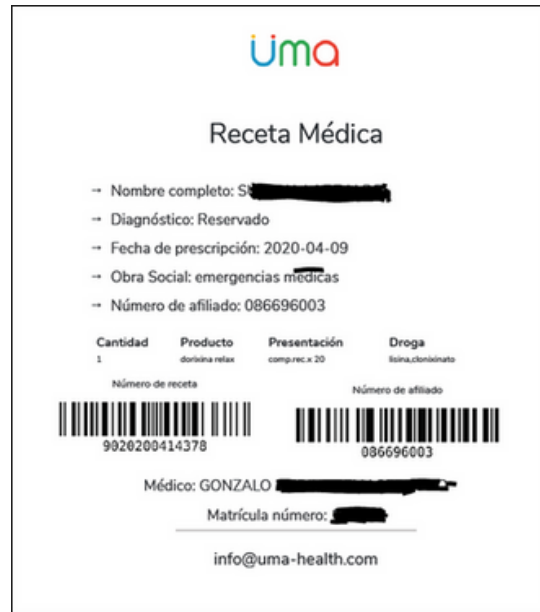 uma
Receta Médica
→ Nombre completo:
→ Diagnóstico: Reservado
→ Fecha de prescripción: 2020-04-09
→ Obra Social: emergencias médicas
→ Número de afiliado: 086696003
Cantidad Producto Presentación Droga
1 dorixina relax comp.rec.x 20 lisina,clonixinato
Número de receta Número de afiliado
9020200414378 086696003
Médico: GONZALO
Matrícula número:
info@uma-health.com